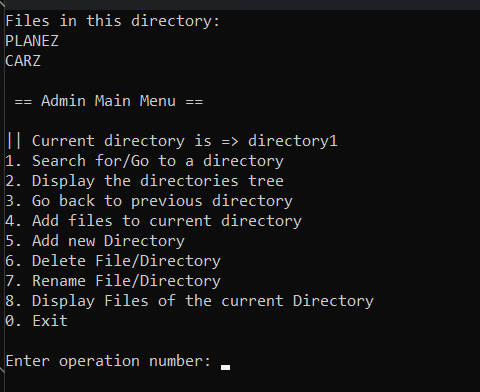 Files in this directory:
PLANEZ
CARZ
== Admin Main Menu ==
|| Current directory is => directory1
1. Search for/Go to a directory
2. Display the directories tree
3. Go back to previous directory
4. Add files to current directory
5. Add new Directory
6. Delete File/Directory
7. Rename File/Directory
8. Display Files of the current Directory
0. Exit
Enter operation number: